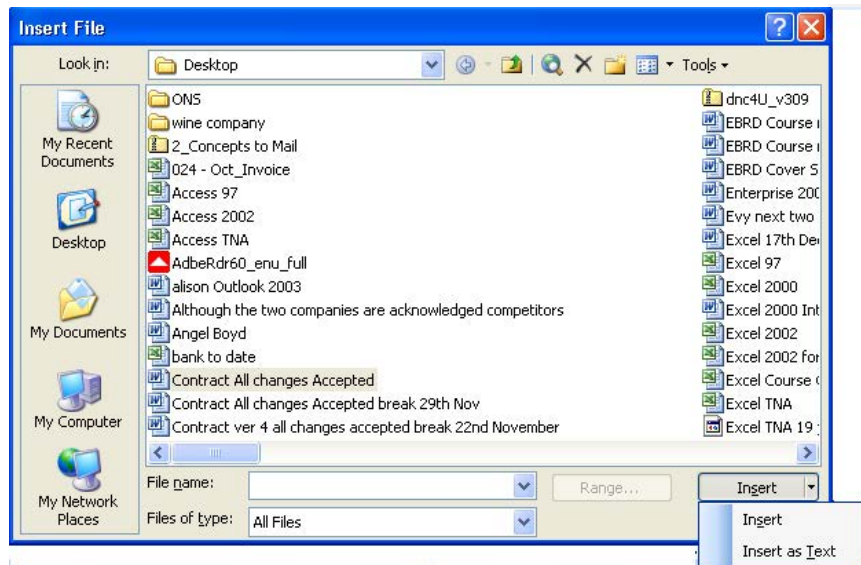 Insert File
Look in:
Desktop
Tools
My Recent
Documents
Desktop
My Documents
My Computer
My Network
Places
ONS
wine company
2_Concepts to Mail
024 - Oct_Invoice
Access 97
Access 2002
Access TNA
AdbeRdr60_enu_full
alison Outlook 2003
Although the two companies are acknowledged competitors
Angel Boyd
bank to date
Contract All changes Accepted
Contract All changes Accepted break 29th Nov
Contract ver 4 all changes accepted break 22nd November
dnc4U_v309
EBRD Course
EBRD Course
EBRD Cover S
Enterprise 200
Evy next two
Excel 17th De
Excel 97
Excel 2000
Excel 2000 Int
Excel 2002
Excel 2002 for
Excel Course
Excel TNA
Excel TNA 19
File name:
Range...
Insert
Files of type:
All Files
Insert
Insert as Text